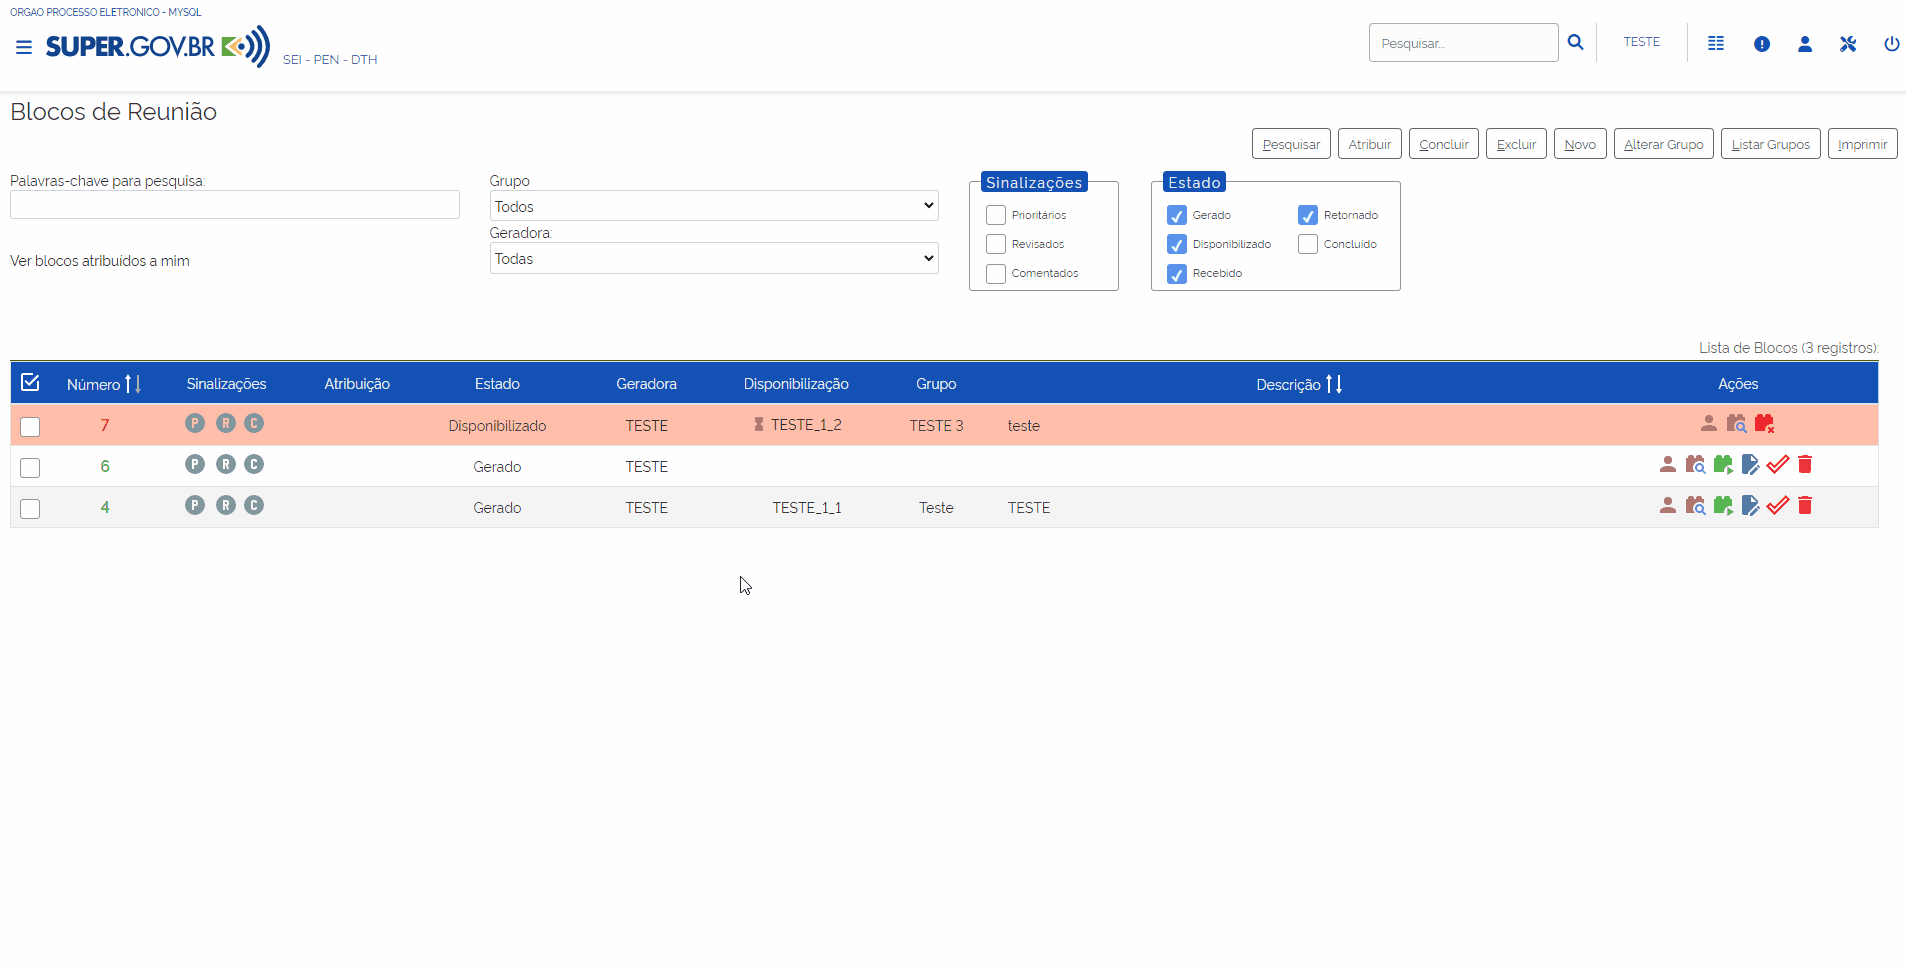 ORGAO PROCESSO ELETRONICO - MYSQL
SUPER.GOV.BR
SEI - PEN - DTH
Pesquisar...
TESTE
Blocos de Reunião
Pesquisar Atribuir Concluir Excluir Novo Alterar Grupo Listar Grupos Imprimir
Palavras-chave para pesquisa:
Grupo
Todos
Geradora:
Todas
Ver blocos atribuídos a mim
Sinalizações
Prioritários
Revisados
Comentados
Estado
Gerado Retornado
Disponibilizado Concluído
Recebido
Lista de Blocos (3 registros):
Número Sinalizações Atribuição Estado Geradora Disponibilização Grupo Descrição Ações
7 P R C Disponibilizado TESTE TESTE_1_2 TESTE 3 teste
6 P R C Gerado TESTE
4 P R C Gerado TESTE TESTE_1_1 Teste TESTE